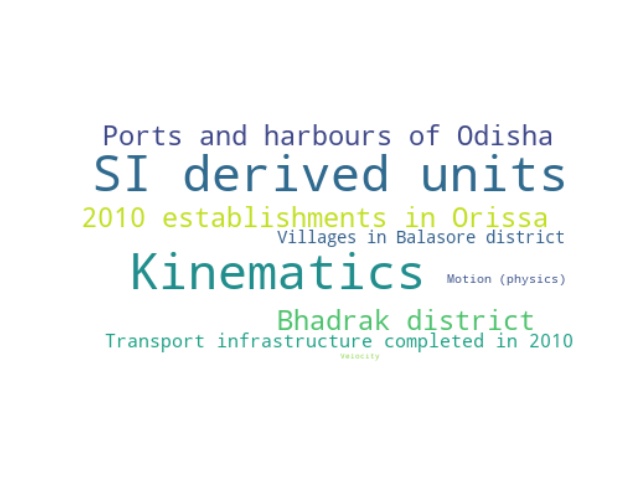 Ports and harbours of Odisha
SI derived units
2010 establishments in Orissa
Villages in Balasore district
Kinematics
Motion (physics)
Bhadrak district
Transport infrastructure completed in 2010
Velocity